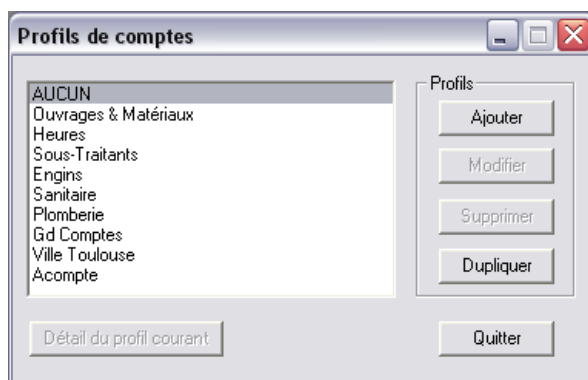 Profils de comptes
AUCUN
Ouvrages & Matériaux
Heures
Sous-Traitants
Engins
Sanitaire
Plomberie
Gd Comptes
Ville Toulouse
Acompte
Profils
Ajouter
Modifier
Supprimer
Dupliquer
Détail du profil courant
Quitter